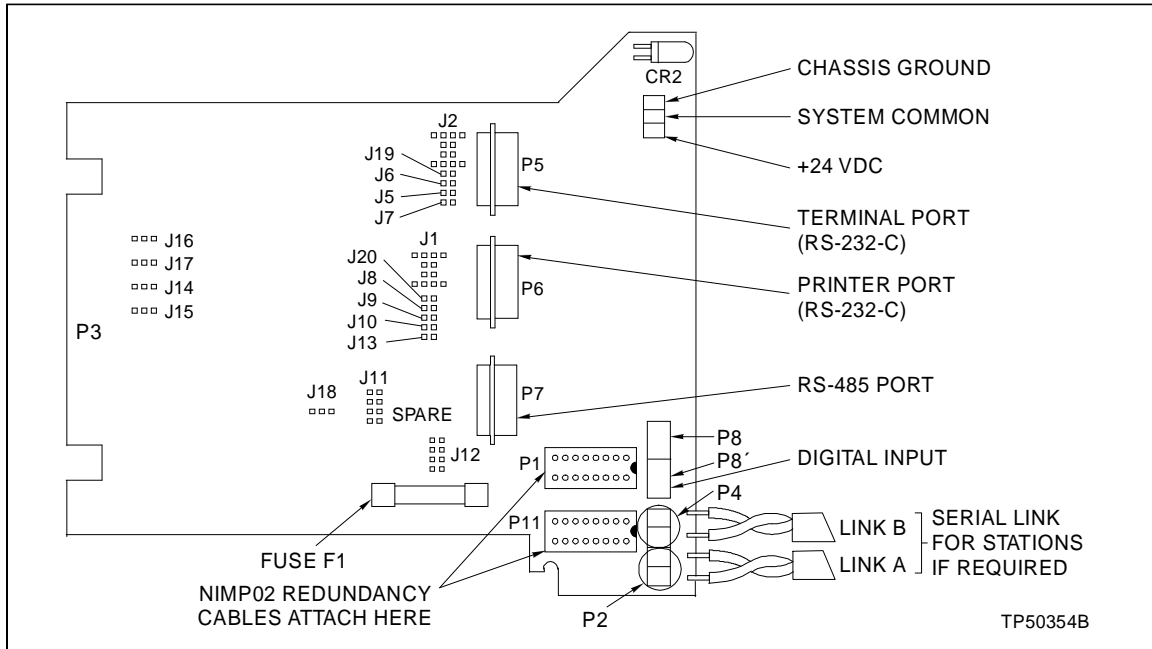 CR2
CHASSIS GROUND
SYSTEM COMMON
+24 VDC
J2
J19
J6
J5
J7
P5
TERMINAL PORT
(RS-232-C)
J16
J17
J14
J15
P3
J1
J20
J8
J9
J10
J13
P6
PRINTER PORT
(RS-232-C)
J18
J11
SPARE
J12
P7
RS-485 PORT
P8
P8´
DIGITAL INPUT
P1
P4
P11
LINK B
LINK A
SERIAL LINK
FOR STATIONS
IF REQUIRED
FUSE F1
NIMP02 REDUNDANCY
CABLES ATTACH HERE
P2
TP50354B